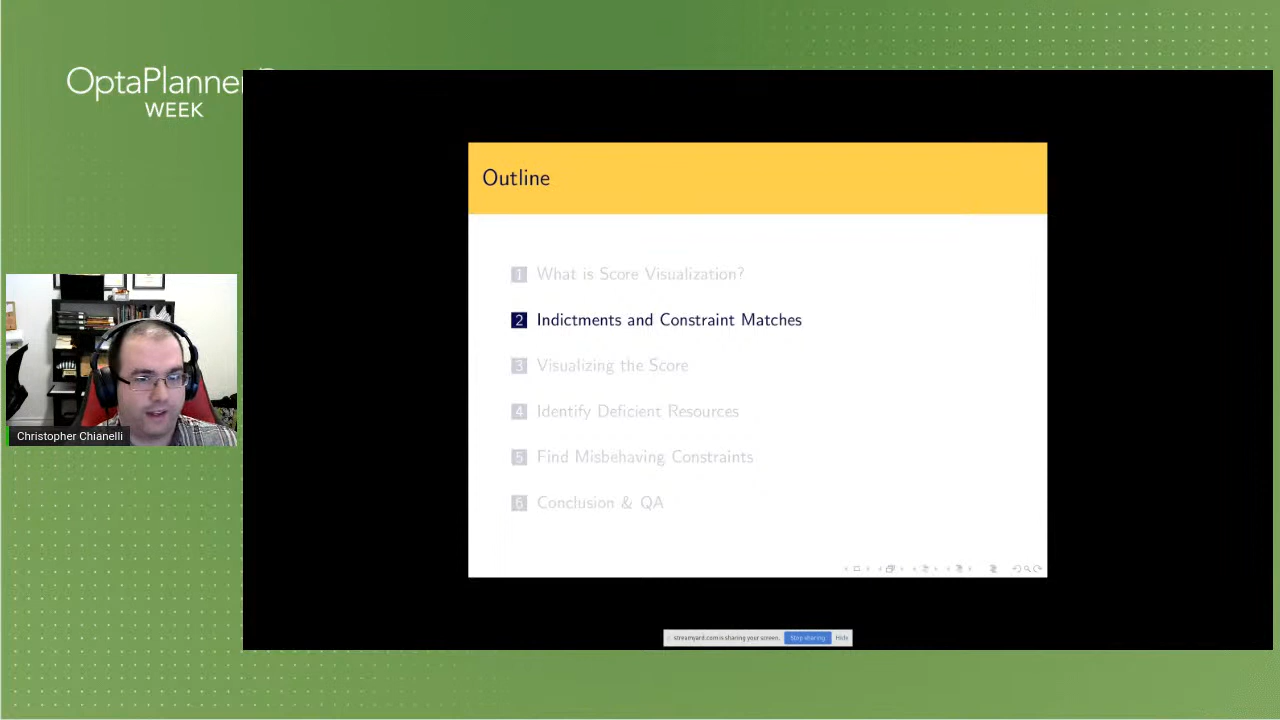 OptaPlanner
WEEK
Outline
1 What is Score Visualization?
2 Indictments and Constraint Matches
3 Visualizing the Score
4 Identify Deficient Resources
5 Find Misbehaving Constraints
6 Conclusion & QA
Christopher Chianelli
streamyard.com is sharing your screen. Stop sharing Hide